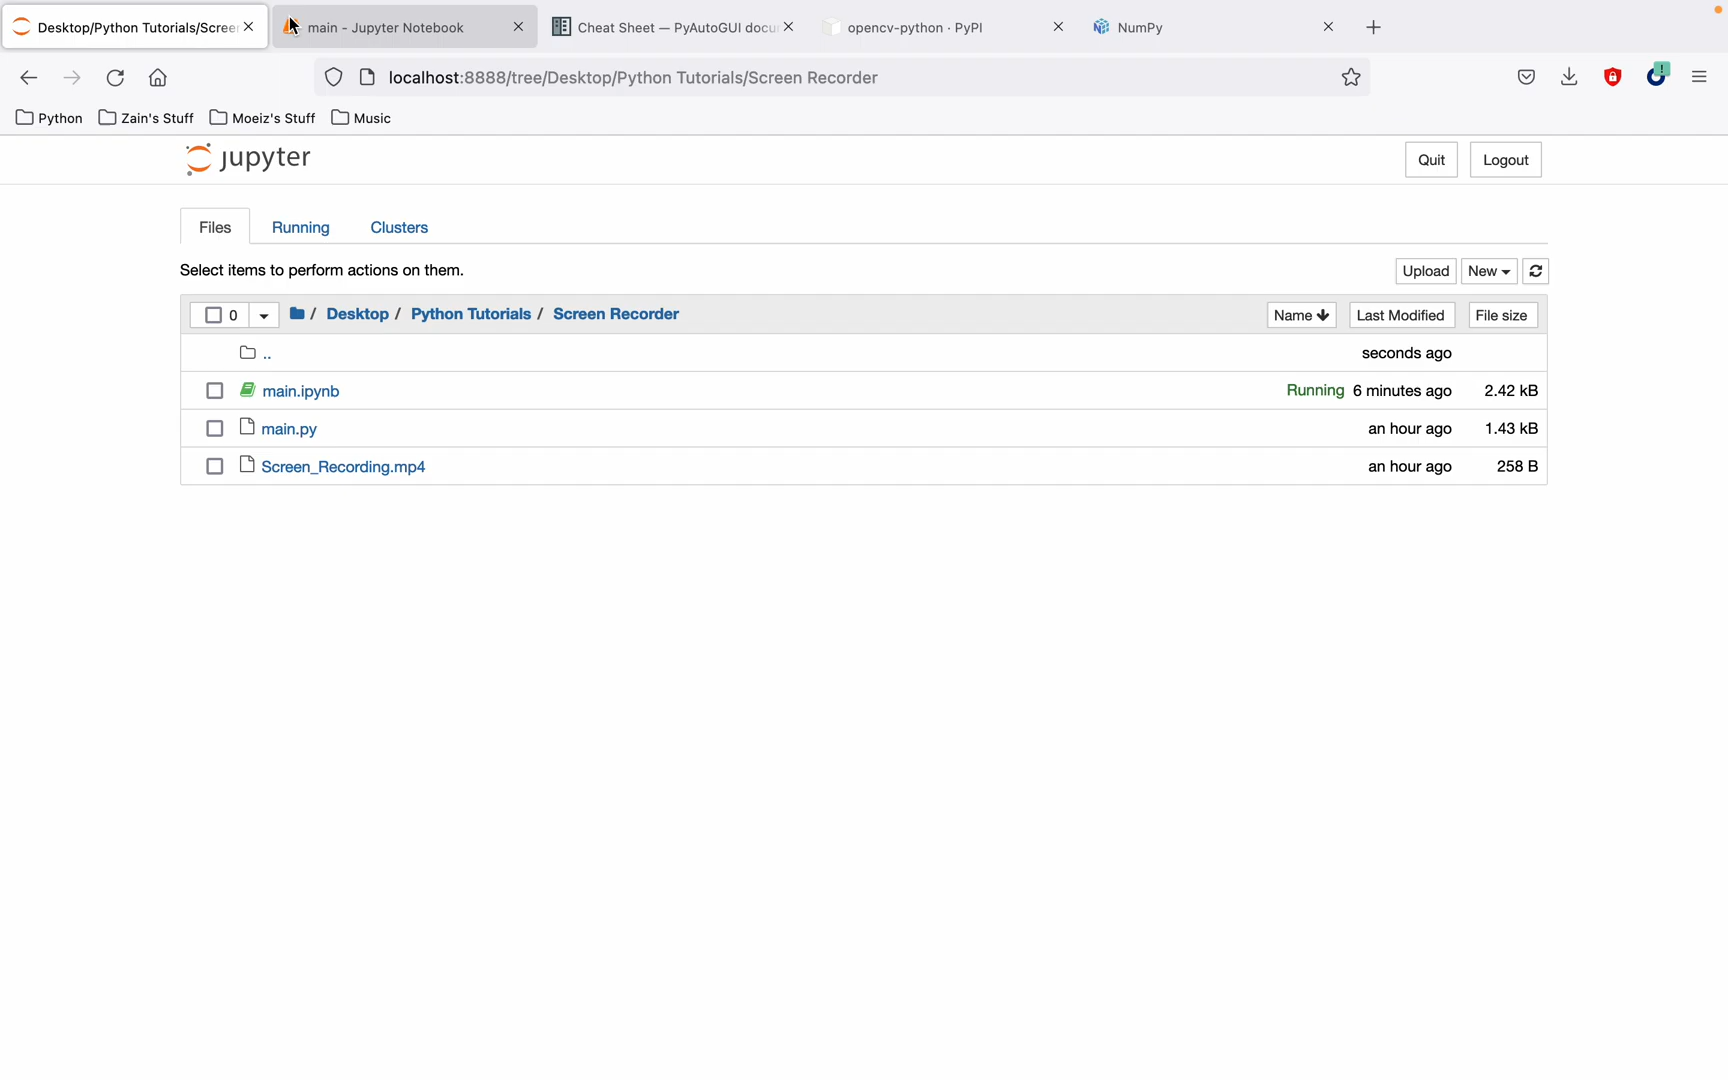 Desktop/Python Tutorials/Scree
main - Jupyter Notebook
Cheat Sheet — PyAutoGUI docu
opencv-python · PyPI
NumPy
localhost:8888/tree/Desktop/Python Tutorials/Screen Recorder
Python
Zain's Stuff
Moeiz's Stuff
Music
jupyter
Quit
Logout
Files
Running
Clusters
Select items to perform actions on them.
Upload
New
0
/ Desktop / Python Tutorials / Screen Recorder
Name
Last Modified
File size
..
seconds ago
main.ipynb
Running 6 minutes ago 2.42 kB
main.py
an hour ago 1.43 kB
Screen_Recording.mp4
an hour ago 258 B